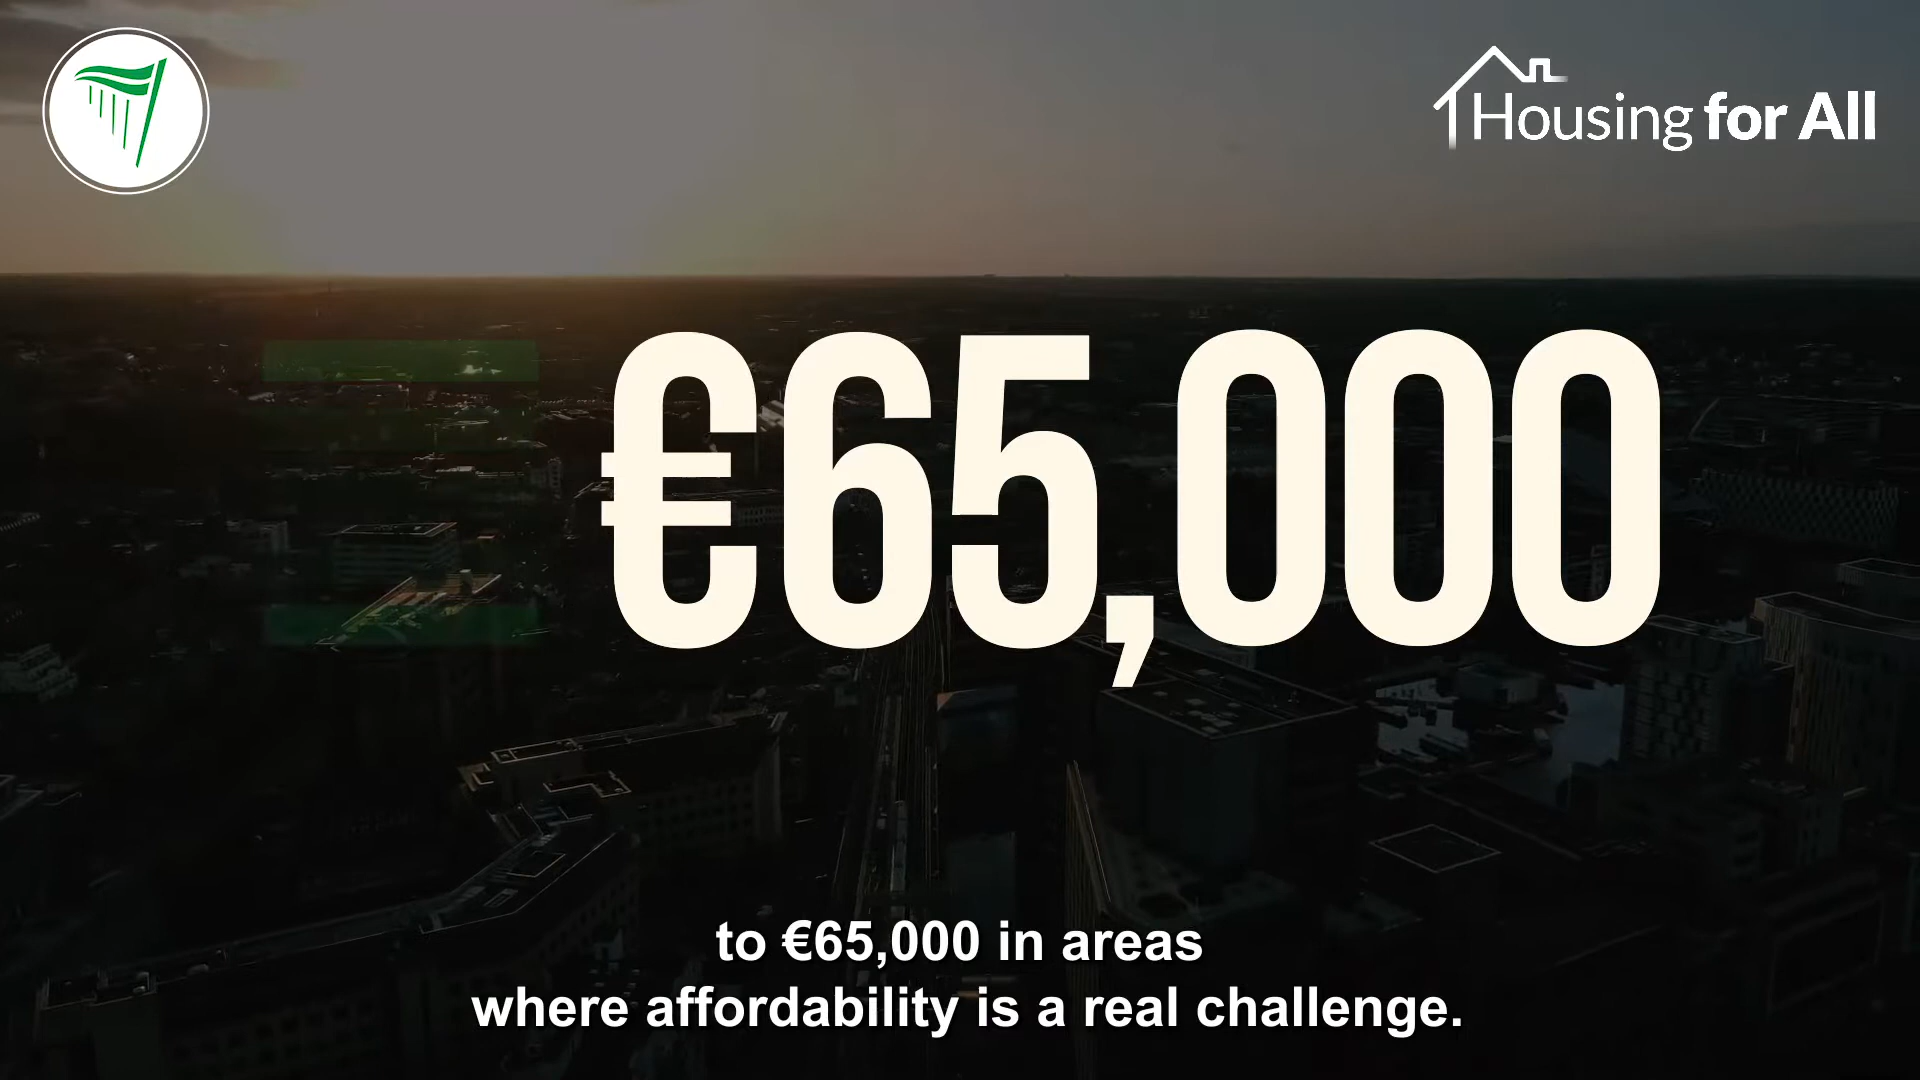 Housing for All
€65,000
to €65,000 in areas
where affordability is a real challenge.